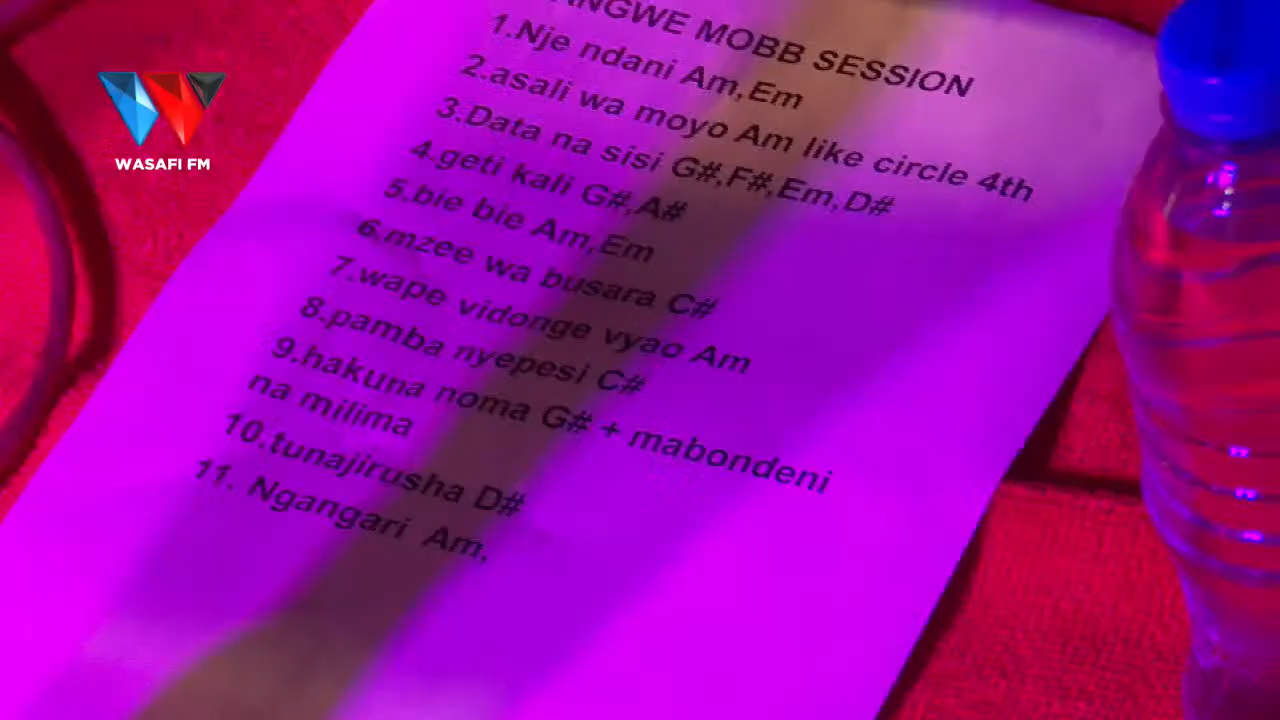 WASAFI FM
NGWE MOBB SESSION
1.Nje ndani Am,Em
2.asali wa moyo Am like circle 4th
3.Data na sisi G#,F#,Em,D#
4.geti kali G#,A#
5.bie bie Am,Em
6.mzee wa busara C#
7.wape vidonge vyao Am
8.pamba nyepesi C#
9.hakuna noma G# + mabondeni
na milima
10.tunajirusha D#
11. Ngangari Am,